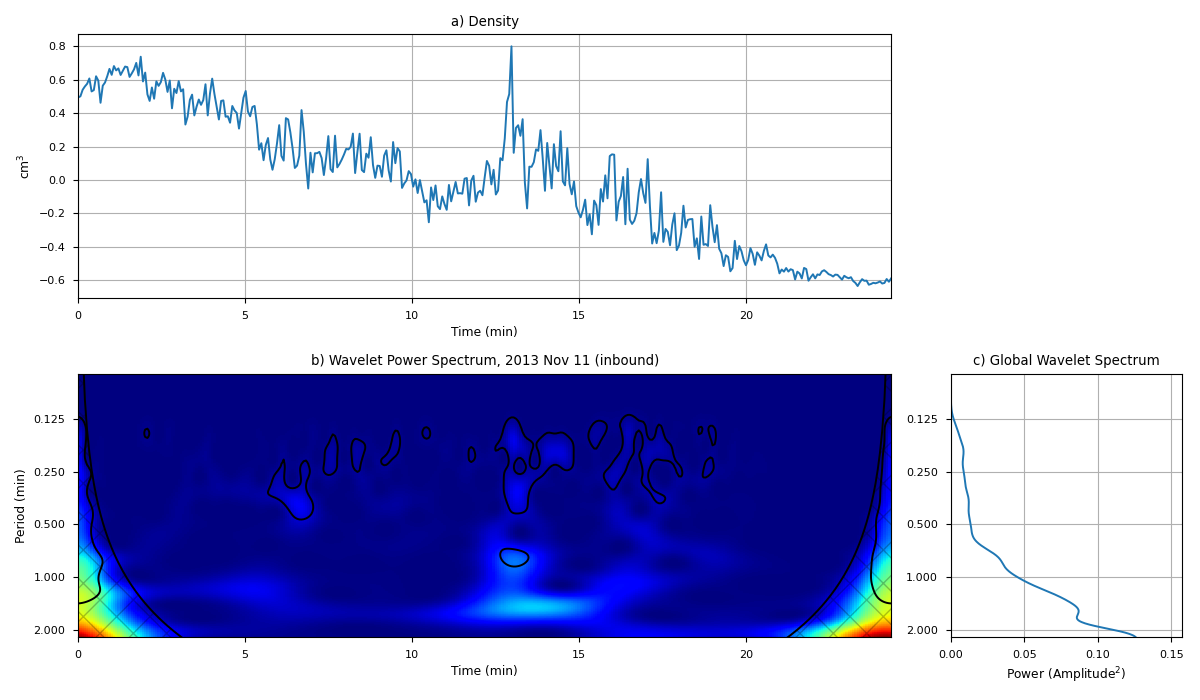 a) Density
0.8
0.6
0.4
0.2
0.0
−0.2
−0.4
−0.6
cm³
0 5 10 15 20
Time (min)
b) Wavelet Power Spectrum, 2013 Nov 11 (inbound)
0.125
0.250
0.500
1.000
2.000
Period (min)
0 5 10 15 20
Time (min)
c) Global Wavelet Spectrum
0.125
0.250
0.500
1.000
2.000
0.00 0.05 0.10 0.15
Power (Amplitude²)